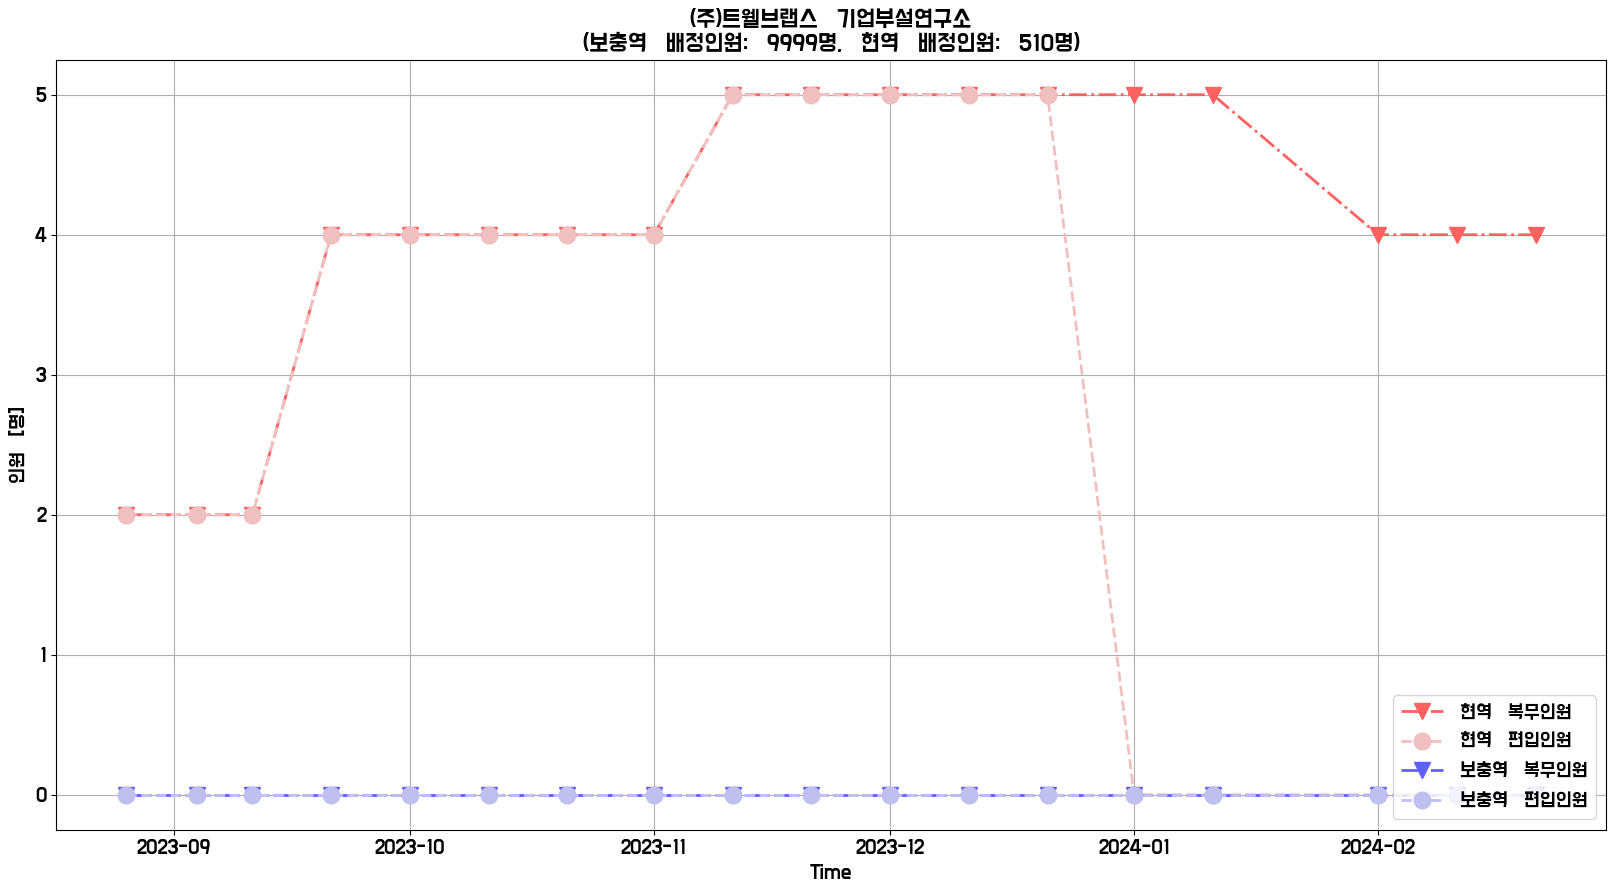 (주)트웰브랩스 기업부설연구소
(보충역 배정인원: 9999명, 현역 배정인원: 510명)
인원 [명]
5
4
3
2
1
0
2023-09
2023-10
2023-11
2023-12
2024-01
2024-02
Time
현역 복무인원
현역 편입인원
보충역 복무인원
보충역 편입인원